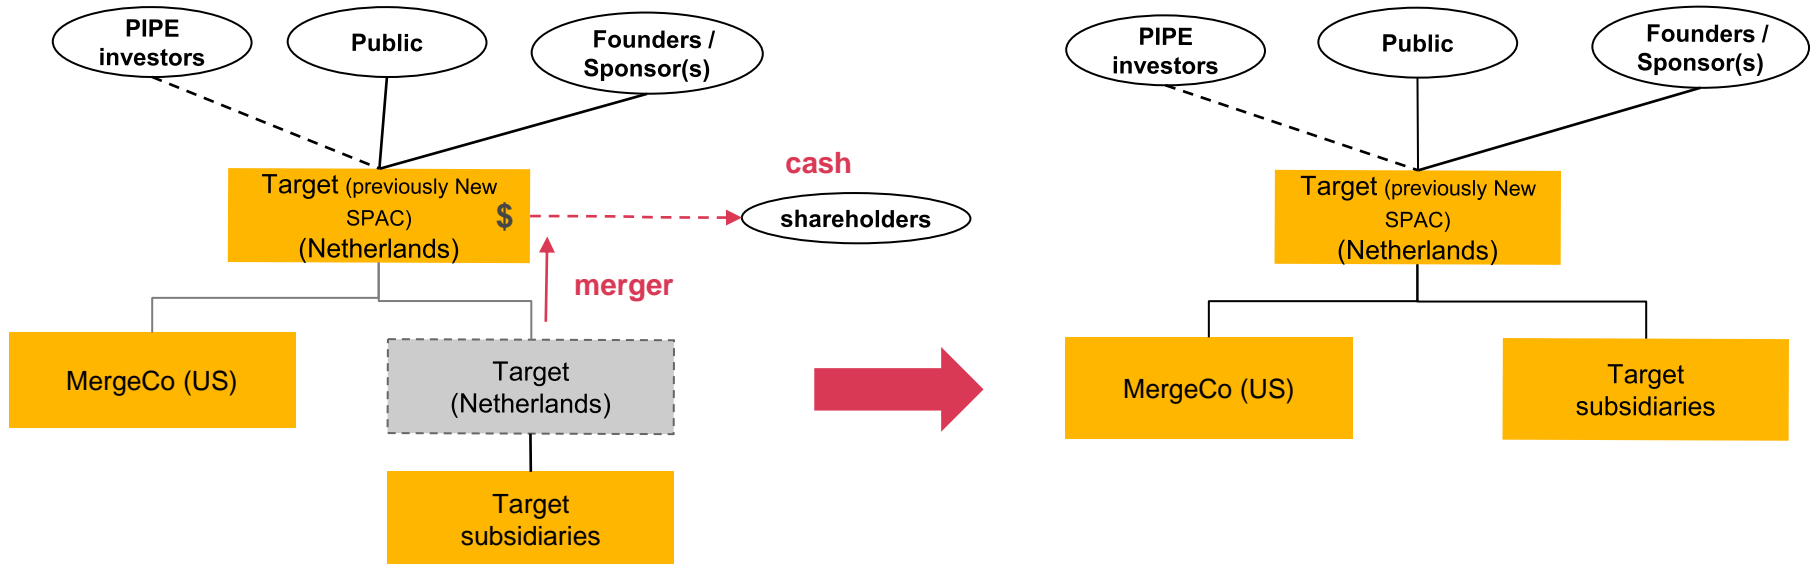 PIPE
investors
Public
Founders /
Sponsor(s)
Target (previously New
SPAC)
$
(Netherlands)
cash
shareholders
merger
MergeCo (US)
Target
(Netherlands)
Target
subsidiaries
PIPE
investors
Public
Founders /
Sponsor(s)
Target (previously New
SPAC)
(Netherlands)
MergeCo (US)
Target
subsidiaries